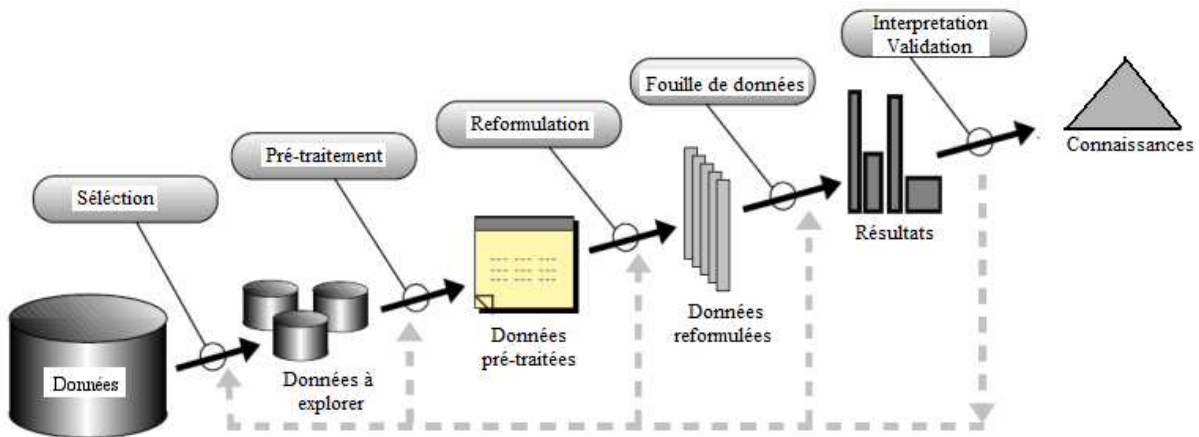 Interpretation
Validation
Fouille de données
Reformulation
Pré-traitement
Séléction
Connaissances
Résultats
Données
reformulées
Données
pré-traitées
Données à
explorer
Données